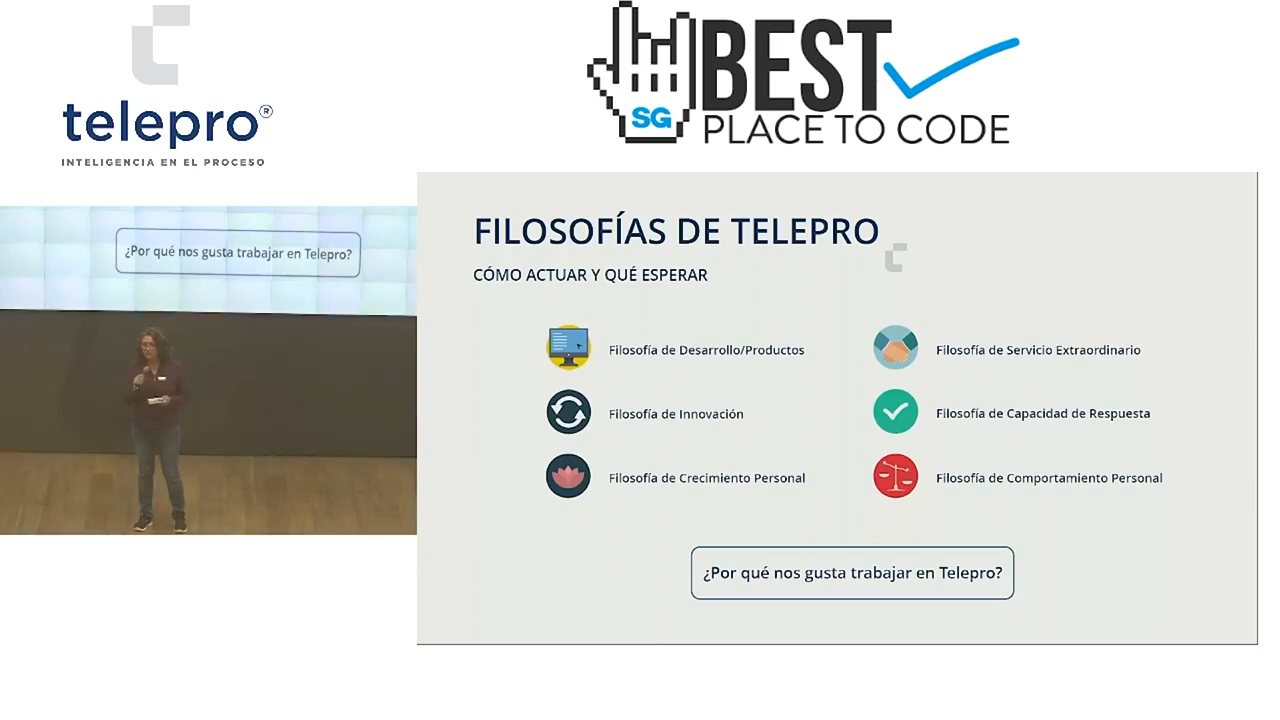 telepro®
INTELIGENCIA EN EL PROCESO
SG
BEST
PLACE TO CODE
¿Por qué nos gusta trabajar en Telepro?
FILOSOFÍAS DE TELEPRO
CÓMO ACTUAR Y QUÉ ESPERAR
Filosofía de Desarrollo/Productos
Filosofía de Servicio Extraordinario
Filosofía de Innovación
Filosofía de Capacidad de Respuesta
Filosofía de Crecimiento Personal
Filosofía de Comportamiento Personal
¿Por qué nos gusta trabajar en Telepro?